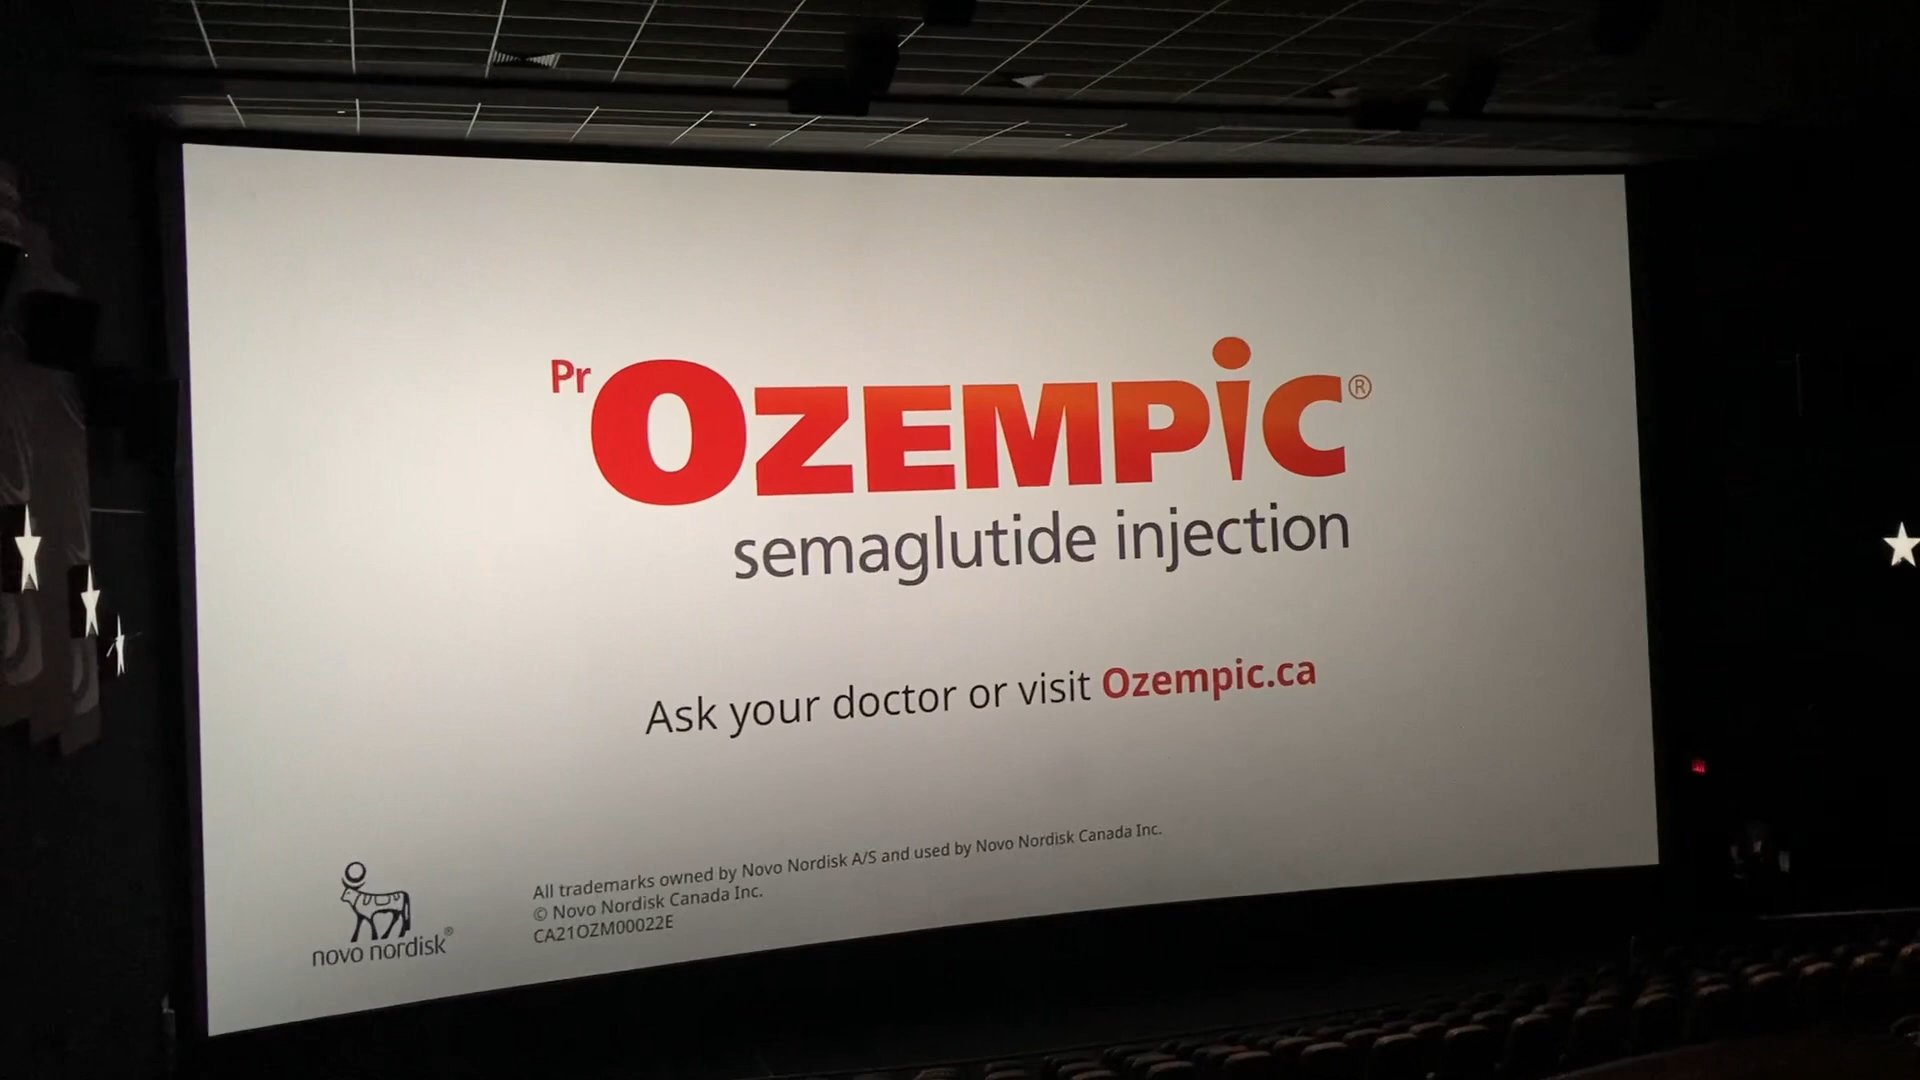 Pr OZEMPiC®
semaglutide injection
Ask your doctor or visit Ozempic.ca
All trademarks owned by Novo Nordisk A/S and used by Novo Nordisk Canada Inc.
© Novo Nordisk Canada Inc.
CA21OZM00022E
novo nordisk®